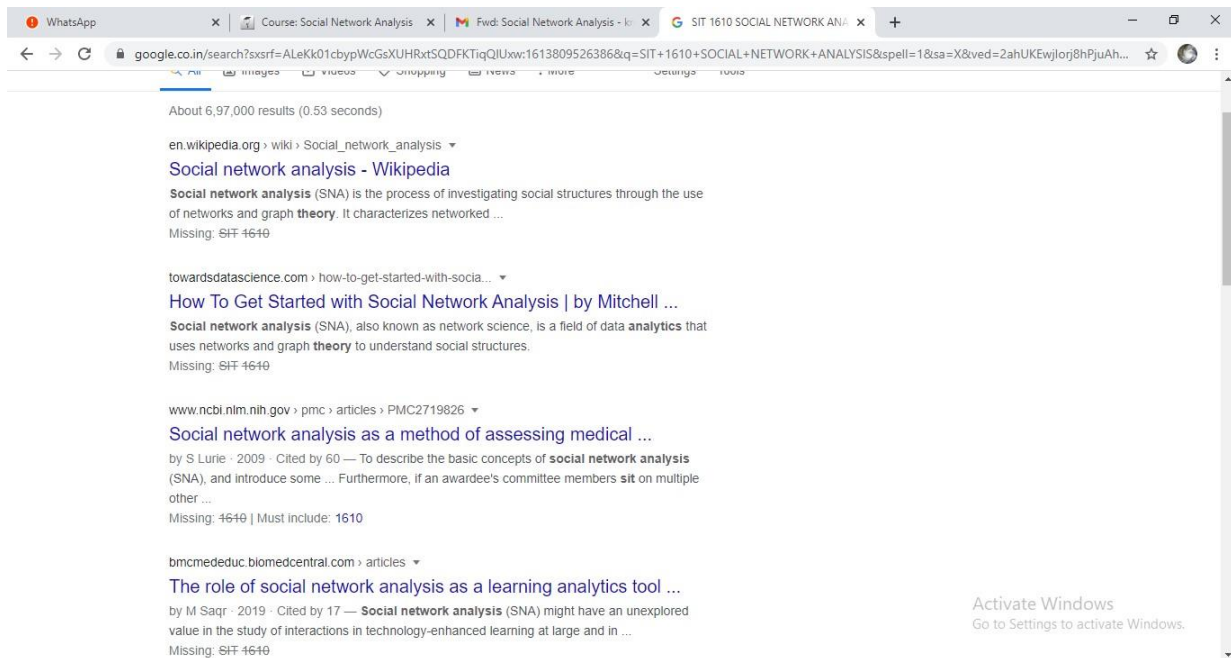 WhatsApp
Course: Social Network Analysis
Fwd: Social Network Analysis - k
SIT 1610 SOCIAL NETWORK ANA
google.co.in/search?sxsrf=ALeKk01cbypWcGsXUHRxtSQDFKTiqQlUxw:1613809526386&q=SIT+1610+SOCIAL+NETWORK+ANALYSIS&spell=1&sa=X&ved=2ahUKEwjlorj8hPjuAh...
All Images Videos Shopping News More Settings Tools
About 6,97,000 results (0.53 seconds)
en.wikipedia.org › wiki › Social_network_analysis
Social network analysis - Wikipedia
Social network analysis (SNA) is the process of investigating social structures through the use
of networks and graph theory. It characterizes networked ...
Missing: SIT 1610
towardsdatascience.com › how-to-get-started-with-socia...
How To Get Started with Social Network Analysis | by Mitchell ...
Social network analysis (SNA), also known as network science, is a field of data analytics that
uses networks and graph theory to understand social structures.
Missing: SIT 1610
www.ncbi.nlm.nih.gov › pmc › articles › PMC2719826
Social network analysis as a method of assessing medical ...
by S Lurie · 2009 · Cited by 60 — To describe the basic concepts of social network analysis
(SNA), and introduce some ... Furthermore, if an awardee's committee members sit on multiple
other ...
Missing: 1610 | Must include: 1610
bmcmededuc.biomedcentral.com › articles
The role of social network analysis as a learning analytics tool ...
by M Saqr · 2019 · Cited by 17 — Social network analysis (SNA) might have an unexplored
value in the study of interactions in technology-enhanced learning at large and in ...
Missing: SIT 1610
Activate Windows
Go to Settings to activate Windows.